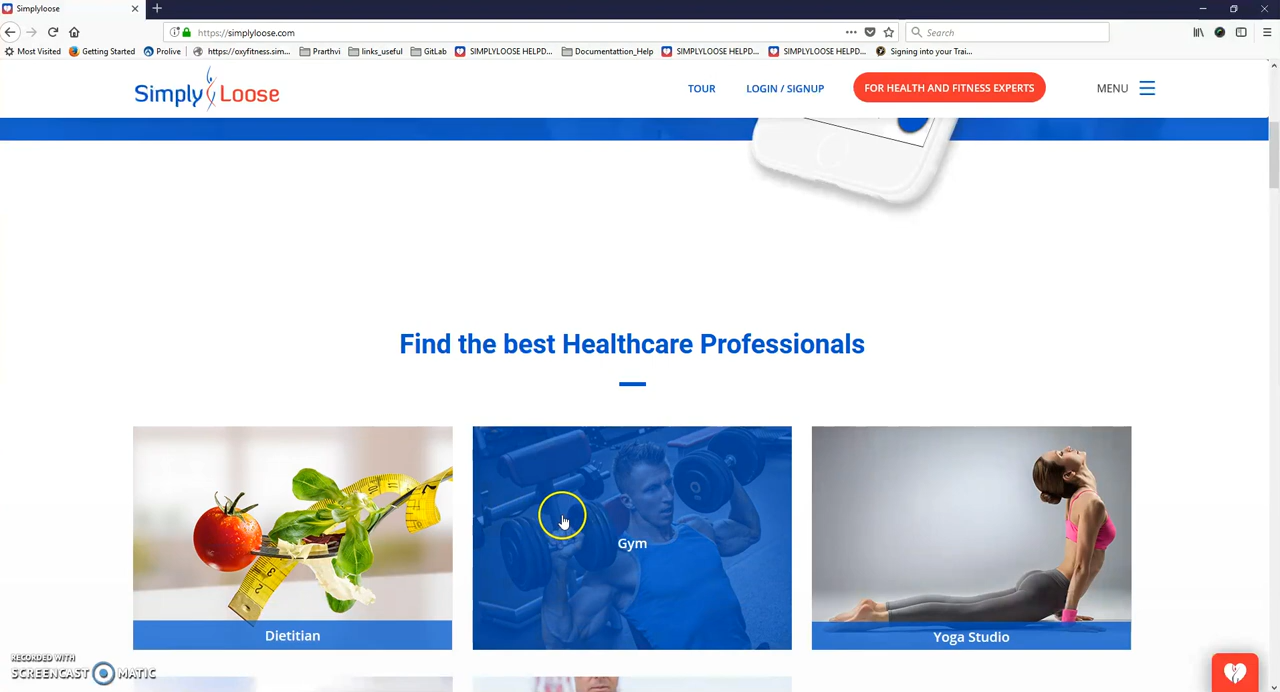 Simplyloose
https://simplyloose.com
Search
Most Visited
Getting Started
Prolive
https://oxyfitness.sim...
Prarthvi
links_useful
GitLab
SIMPLYLOOSE HELPD...
Documentattion_Help
SIMPLYLOOSE HELPD...
SIMPLYLOOSE HELPD...
Signing into your Trai...
Simply Loose
TOUR
LOGIN / SIGNUP
FOR HEALTH AND FITNESS EXPERTS
MENU
Find the best Healthcare Professionals
Gym
Dietitian
Yoga Studio
RECORDED WITH
SCREENCAST MATIC